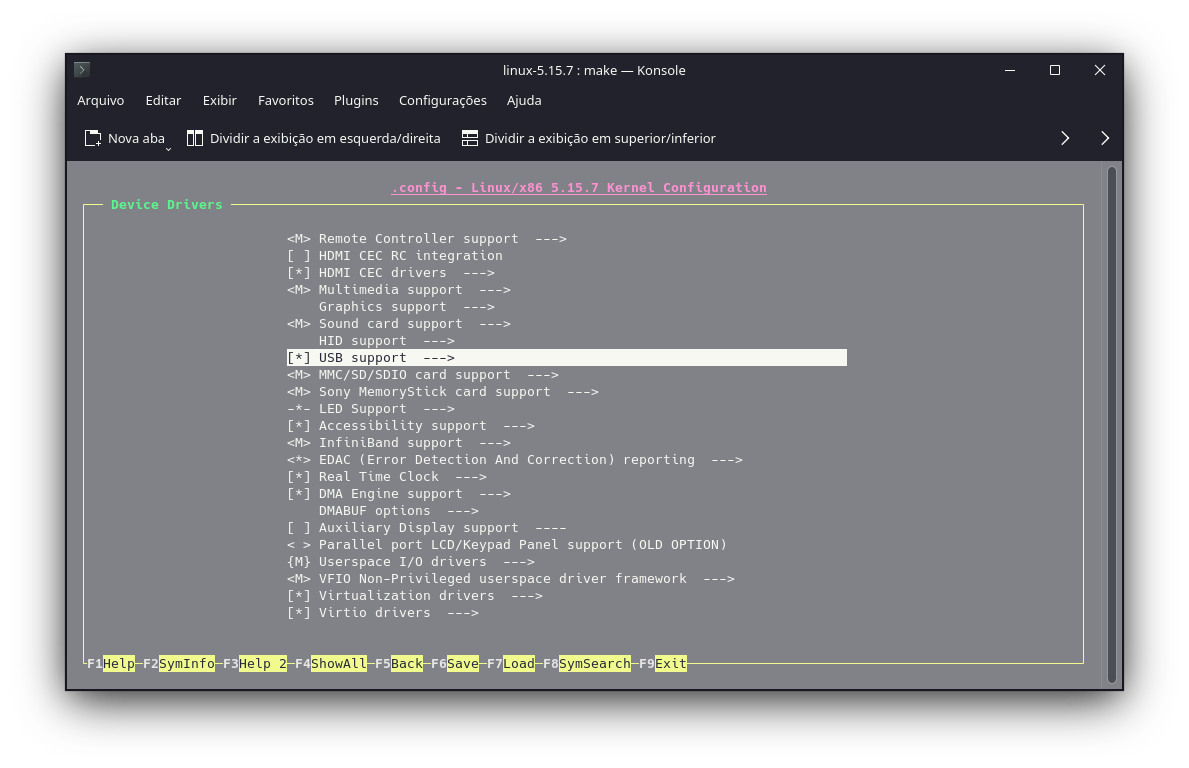 linux-5.15.7 : make — Konsole
Arquivo Editar Exibir Favoritos Plugins Configurações Ajuda
Nova aba Dividir a exibição em esquerda/direita Dividir a exibição em superior/inferior
.config - Linux/x86 5.15.7 Kernel Configuration
Device Drivers
<M> Remote Controller support  --->
[ ] HDMI CEC RC integration
[*] HDMI CEC drivers  --->
<M> Multimedia support  --->
    Graphics support  --->
<M> Sound card support  --->
    HID support  --->
[*] USB support  --->
<M> MMC/SD/SDIO card support  --->
<M> Sony MemoryStick card support  --->
-*- LED Support  --->
[*] Accessibility support  --->
<M> InfiniBand support  --->
<*> EDAC (Error Detection And Correction) reporting  --->
[*] Real Time Clock  --->
[*] DMA Engine support  --->
    DMABUF options  --->
[ ] Auxiliary Display support  ----
< > Parallel port LCD/Keypad Panel support (OLD OPTION)
{M} Userspace I/O drivers  --->
<M> VFIO Non-Privileged userspace driver framework  --->
[*] Virtualization drivers  --->
[*] Virtio drivers  --->
F1Help─F2SymInfo─F3Help 2─F4ShowAll─F5Back─F6Save─F7Load─F8SymSearch─F9Exit